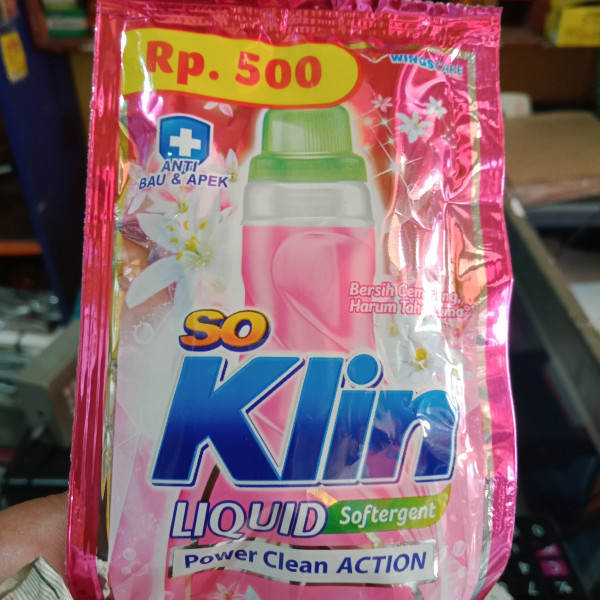 Rp. 500
WINGSCARE
ANTI
BAU & APEK
Bersih Cemerlang,
Harum Tahan Lama
SO
Klin
LIQUID Softergent
Power Clean ACTION